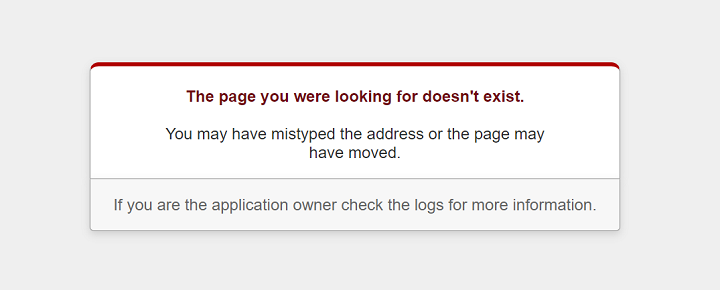 The page you were looking for doesn't exist.
You may have mistyped the address or the page may
have moved.
If you are the application owner check the logs for more information.